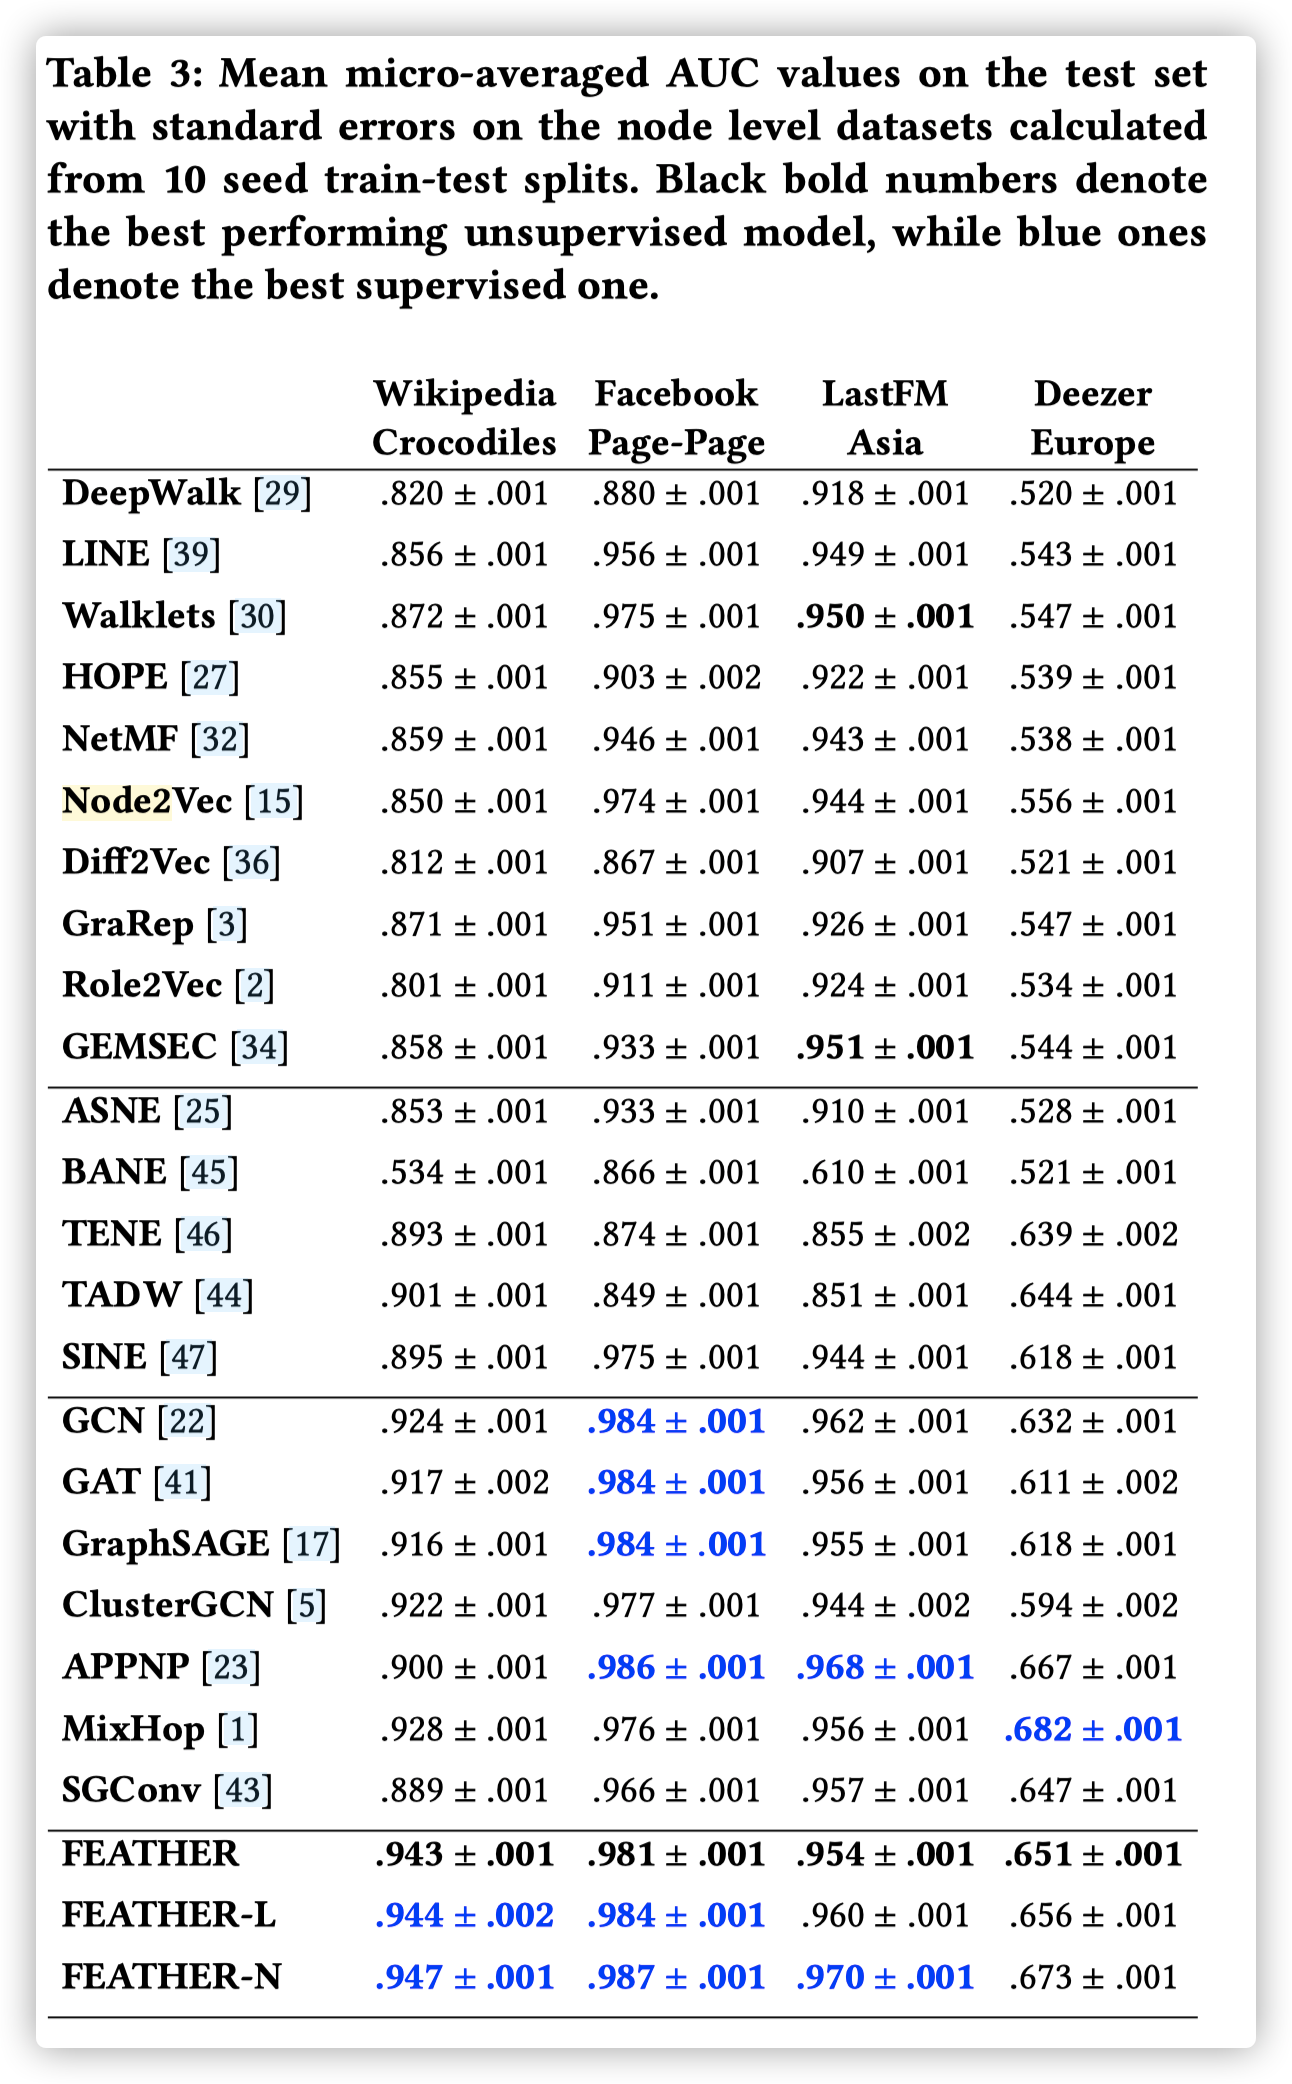 Table 3: Mean micro-averaged AUC values on the test set
with standard errors on the node level datasets calculated
from 10 seed train-test splits. Black bold numbers denote
the best performing unsupervised model, while blue ones
denote the best supervised one.
Wikipedia Facebook LastFM Deezer
Crocodiles Page-Page Asia Europe
DeepWalk [29] .820 ± .001 .880 ± .001 .918 ± .001 .520 ± .001
LINE [39] .856 ± .001 .956 ± .001 .949 ± .001 .543 ± .001
Walklets [30] .872 ± .001 .975 ± .001 .950 ± .001 .547 ± .001
HOPE [27] .855 ± .001 .903 ± .002 .922 ± .001 .539 ± .001
NetMF [32] .859 ± .001 .946 ± .001 .943 ± .001 .538 ± .001
Node2Vec [15] .850 ± .001 .974 ± .001 .944 ± .001 .556 ± .001
Diff2Vec [36] .812 ± .001 .867 ± .001 .907 ± .001 .521 ± .001
GraRep [3] .871 ± .001 .951 ± .001 .926 ± .001 .547 ± .001
Role2Vec [2] .801 ± .001 .911 ± .001 .924 ± .001 .534 ± .001
GEMSEC [34] .858 ± .001 .933 ± .001 .951 ± .001 .544 ± .001
ASNE [25] .853 ± .001 .933 ± .001 .910 ± .001 .528 ± .001
BANE [45] .534 ± .001 .866 ± .001 .610 ± .001 .521 ± .001
TENE [46] .893 ± .001 .874 ± .001 .855 ± .002 .639 ± .002
TADW [44] .901 ± .001 .849 ± .001 .851 ± .001 .644 ± .001
SINE [47] .895 ± .001 .975 ± .001 .944 ± .001 .618 ± .001
GCN [22] .924 ± .001 .984 ± .001 .962 ± .001 .632 ± .001
GAT [41] .917 ± .002 .984 ± .001 .956 ± .001 .611 ± .002
GraphSAGE [17] .916 ± .001 .984 ± .001 .955 ± .001 .618 ± .001
ClusterGCN [5] .922 ± .001 .977 ± .001 .944 ± .002 .594 ± .002
APPNP [23] .900 ± .001 .986 ± .001 .968 ± .001 .667 ± .001
MixHop [1] .928 ± .001 .976 ± .001 .956 ± .001 .682 ± .001
SGConv [43] .889 ± .001 .966 ± .001 .957 ± .001 .647 ± .001
FEATHER .943 ± .001 .981 ± .001 .954 ± .001 .651 ± .001
FEATHER-L .944 ± .002 .984 ± .001 .960 ± .001 .656 ± .001
FEATHER-N .947 ± .001 .987 ± .001 .970 ± .001 .673 ± .001